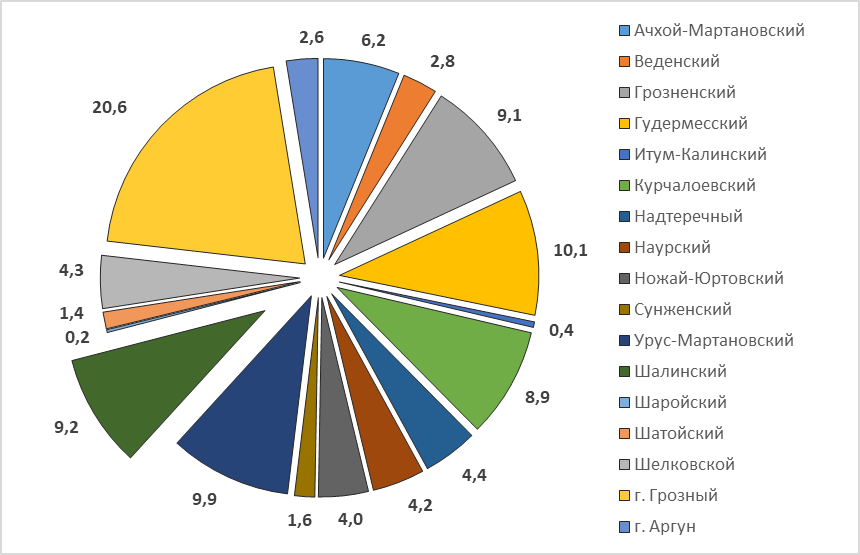 2,6
6,2
2,8
9,1
10,1
0,4
8,9
4,4
4,2
4,0
1,6
9,9
9,2
0,2
1,4
4,3
20,6
Ачхой-Мартановский
Веденский
Грозненский
Гудермесский
Итум-Калинский
Курчалоевский
Надтеречный
Наурский
Ножай-Юртовский
Сунженский
Урус-Мартановский
Шалинский
Шаройский
Шатойский
Шелковской
г. Грозный
г. Аргун